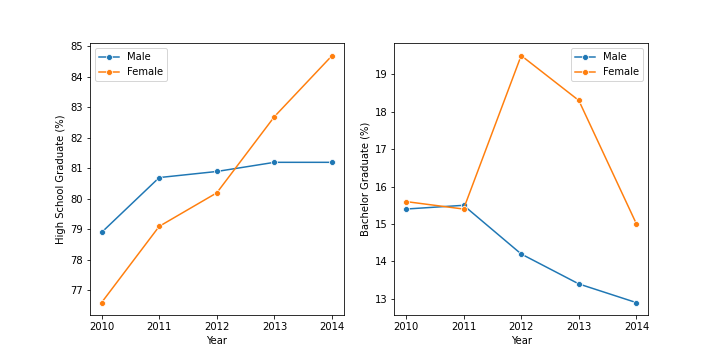 Male
Female
85
84
83
82
81
80
79
78
77
High School Graduate (%)
2010 2011 2012 2013 2014
Year
Male
Female
19
18
17
16
15
14
13
Bachelor Graduate (%)
2010 2011 2012 2013 2014
Year